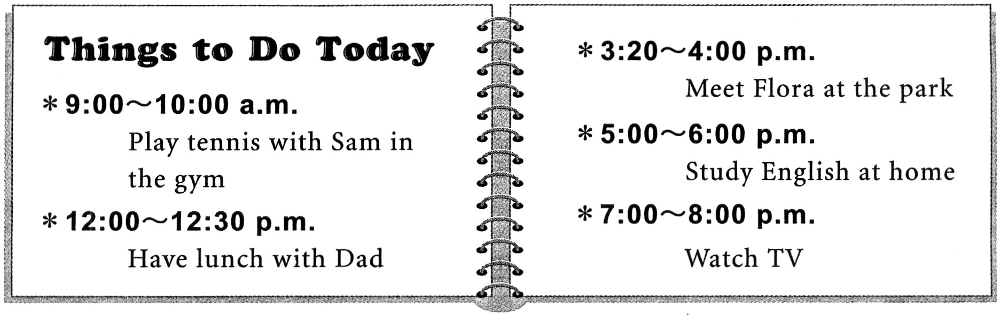 Things to Do Today
* 9:00～10:00 a.m.
Play tennis with Sam in
the gym
* 12:00～12:30 p.m.
Have lunch with Dad
* 3:20～4:00 p.m.
Meet Flora at the park
* 5:00～6:00 p.m.
Study English at home
* 7:00～8:00 p.m.
Watch TV